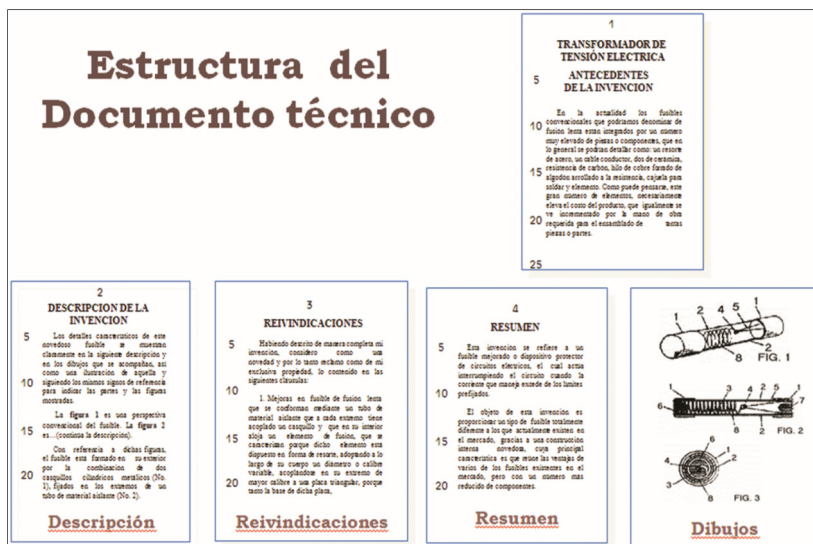 Estructura del
Documento técnico
1
TRANSFORMADOR DE
TENSIÓN ELECTRICA
5
ANTECEDENTES
DE LA INVENCION
En la actualidad los fusibles
convencionales que podríamos denominar de
10
fusión lenta están integrados por un número
muy elevado de piezas o componentes, que en
lo general se podrían detallar como: un resorte
de acero, un cable conductor, dos de cerámica,
resistencia de carbón, hilo de cobre forrado de
15
algodón arrollado a la resistencia, cajuela para
soldar y elemento. Como puede pensarse, este
gran número de elementos, necesariamente
eleva el costo del producto, que igualmente se
20
ve incrementado por la mano de obra
requerida para el ensamblado de tantas
piezas o partes.
25
2
DESCRIPCION DE LA
INVENCION
5
Los detalles característicos de este
novedoso fusible se muestran
claramente en la siguiente descripción y
en los dibujos que se acompañan, así
como una ilustración de aquella y
10
siguiendo los mismos signos de referencia
para indicar las partes y las figuras
mostradas.
La figura 1 es una perspectiva
convencional del fusible. La figura 2
15
es...(continua la descripción).
Con referencia a dichas figuras,
el fusible esta formado en su exterior
por la combinación de dos
20
casquillos cilíndricos metálicos (No.
1), fijados en los extremos de un
tubo de material aislante (No. 2).
Descripción
3
REIVINDICACIONES
5
Habiendo descrito de manera completa mi
invención, considero como una
novedad y por lo tanto reclamo como de mi
exclusiva propiedad, lo contenido en las
siguientes cláusulas:
10
1. Mejoras en fusible de fusión lenta
que se conforman mediante un tubo de
material aislante que a cada extremo tiene
acoplado un casquillo y que en su interior
15
aloja un elemento de fusión, que se
caracterizan porque dicho elemento esta
dispuesto en forma de resorte, adoptando a lo
largo de su cuerpo un diámetro o calibre
variable, acoplándose en su extremo de
20
mayor calibre a una placa triangular, porque
tanto la base de dicha placa,
Reivindicaciones
4
RESUMEN
5
Esta invención se refiere a un
fusible mejorado o dispositivo protector
de circuitos eléctricos, el cual actúa
interrumpiendo el circuito cuando la
corriente que maneja excede de los límites
10
prefijados.
El objeto de esta invención es
proporcionar un tipo de fusible totalmente
diferente a los que actualmente existen en
15
el mercado, gracias a una construcción
interna novedosa, cuya principal
característica es que reúne las ventajas de
varios de los fusibles existentes en el
mercado, pero con un numero mas
20
reducido de componentes.
Resumen
1 2 4 5 1
2
8
FIG. 1
1 3 2 5 1
4 7
6
8 2
FIG. 2
6
1
4 2
3
8
FIG. 3
Dibujos